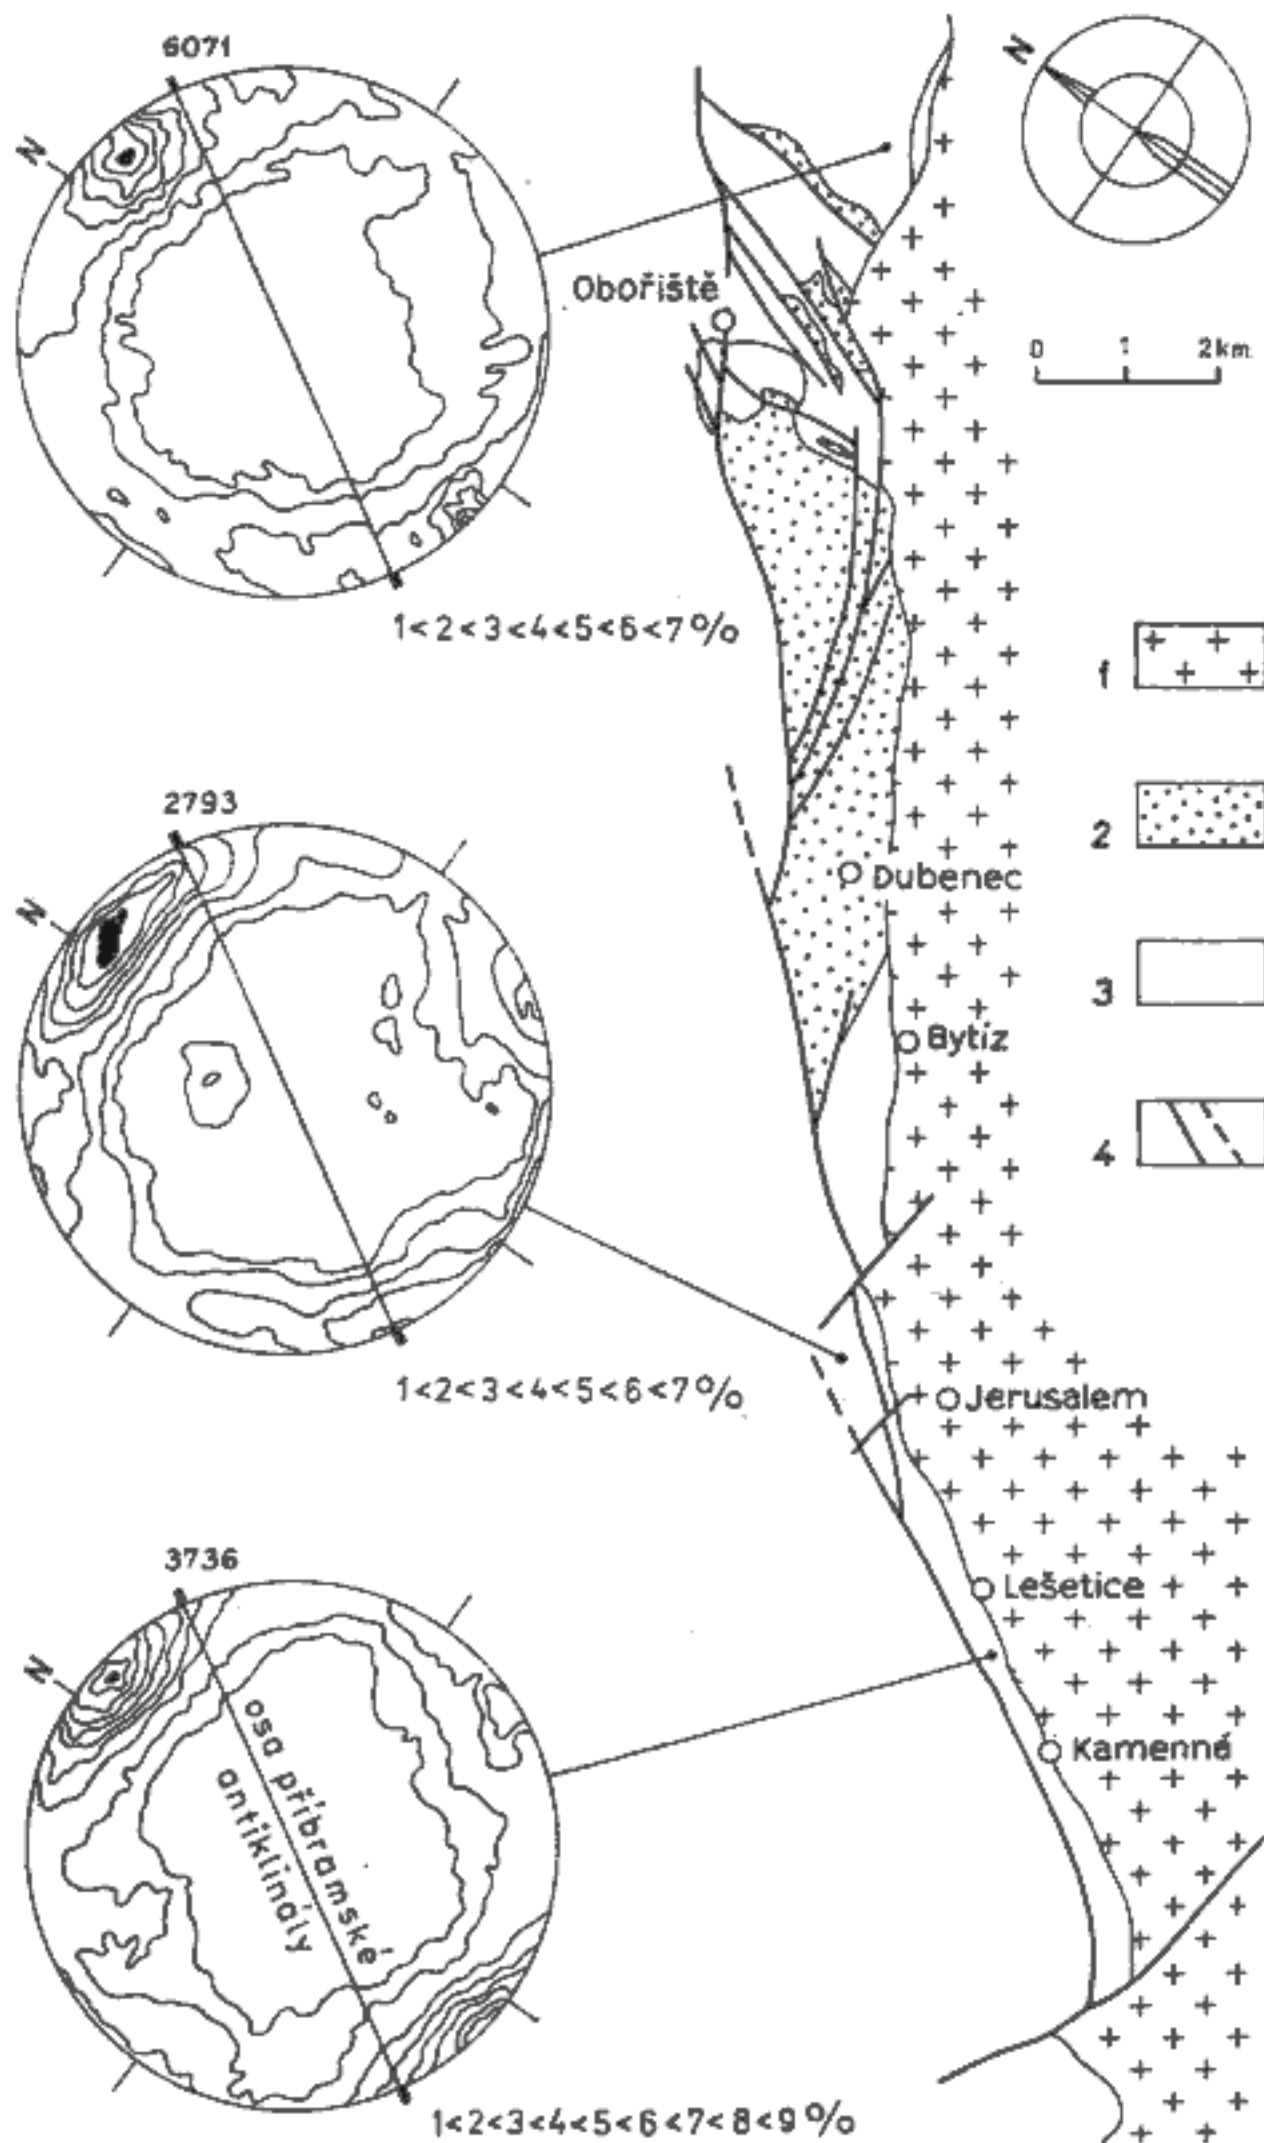 6071
N
1<2<3<4<5<6<7%
2793
N
1<2<3<4<5<6<7%
3736
N
osa příbramské
antiklinály
1<2<3<4<5<6<7<8<9%
N
0 1 2km
Obořiště
Dubenec
Bytíz
Jerusalem
Lešetice
Kamenné
1
2
3
4